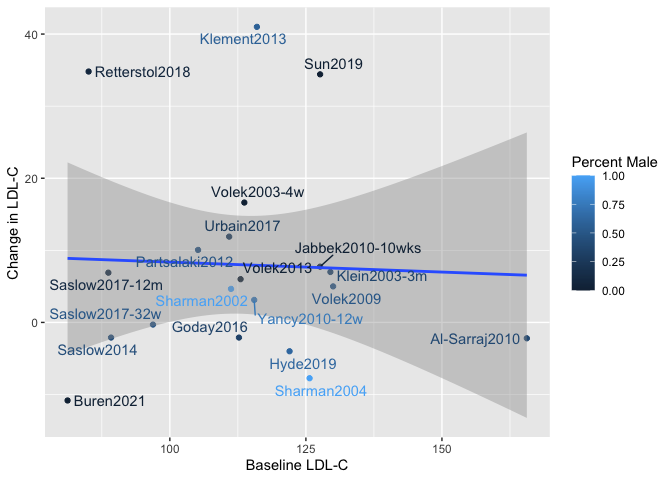 40
20
0
Change in LDL-C
Klement2013
Sun2019
Retterstol2018
Volek2003-4w
Urbain2017
Jabbek2010-10wks
Partsalaki2012
Volek2013
Klein2003-3m
Saslow2017-12m
Sharman2002
Volek2009
Saslow2017-32w
Yancy2010-12w
Goday2016
Al-Sarraj2010
Saslow2014
Hyde2019
Sharman2004
Buren2021
100
125
150
Baseline LDL-C
Percent Male
1.00
0.75
0.50
0.25
0.00